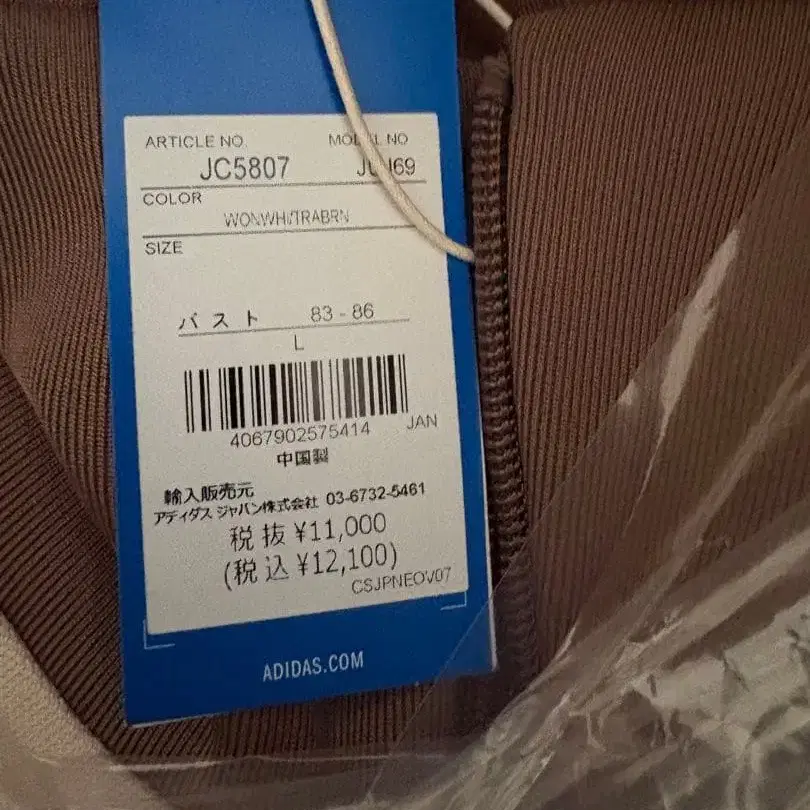 ARTICLE NO. MODEL NO
JC5807
COLOR
WONWHI/TRABRN
SIZE
バスト 83 - 86
L
4067902575414 JAN
中国製
輸入販売元
アディダス ジャパン株式会社 03-6732-5461
税抜 ¥11,000
(税込 ¥12,100)
CSJPNEOV07
ADIDAS.COM